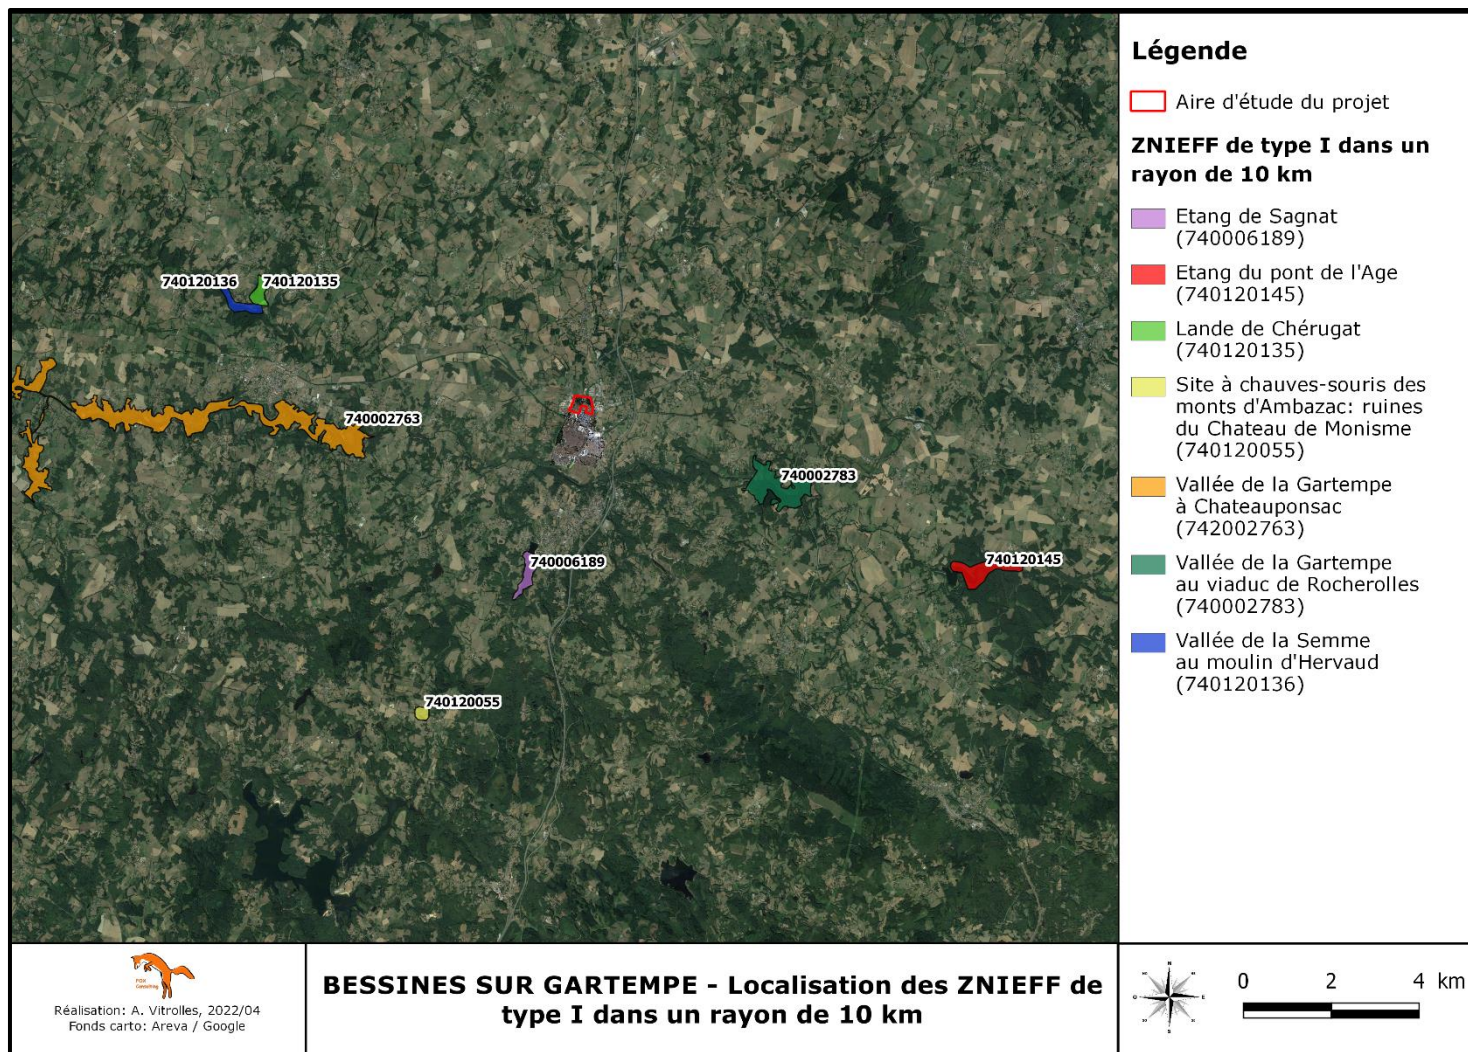 740120136
740120135
740002763
740002783
740006189
740120145
740120055
Légende
Aire d'étude du projet
ZNIEFF de type I dans un
rayon de 10 km
Etang de Sagnat
(740006189)
Etang du pont de l'Age
(740120145)
Lande de Chérugat
(740120135)
Site à chauves-souris des
monts d'Ambazac: ruines
du Chateau de Monisme
(740120055)
Vallée de la Gartempe
à Chateauponsac
(742002763)
Vallée de la Gartempe
au viaduc de Rocherolles
(740002783)
Vallée de la Semme
au moulin d'Hervaud
(740120136)
Réalisation: A. Vitrolles, 2022/04
Fonds carto: Areva / Google
BESSINES SUR GARTEMPE - Localisation des ZNIEFF de
type I dans un rayon de 10 km
N
E
S
0 2 4 km